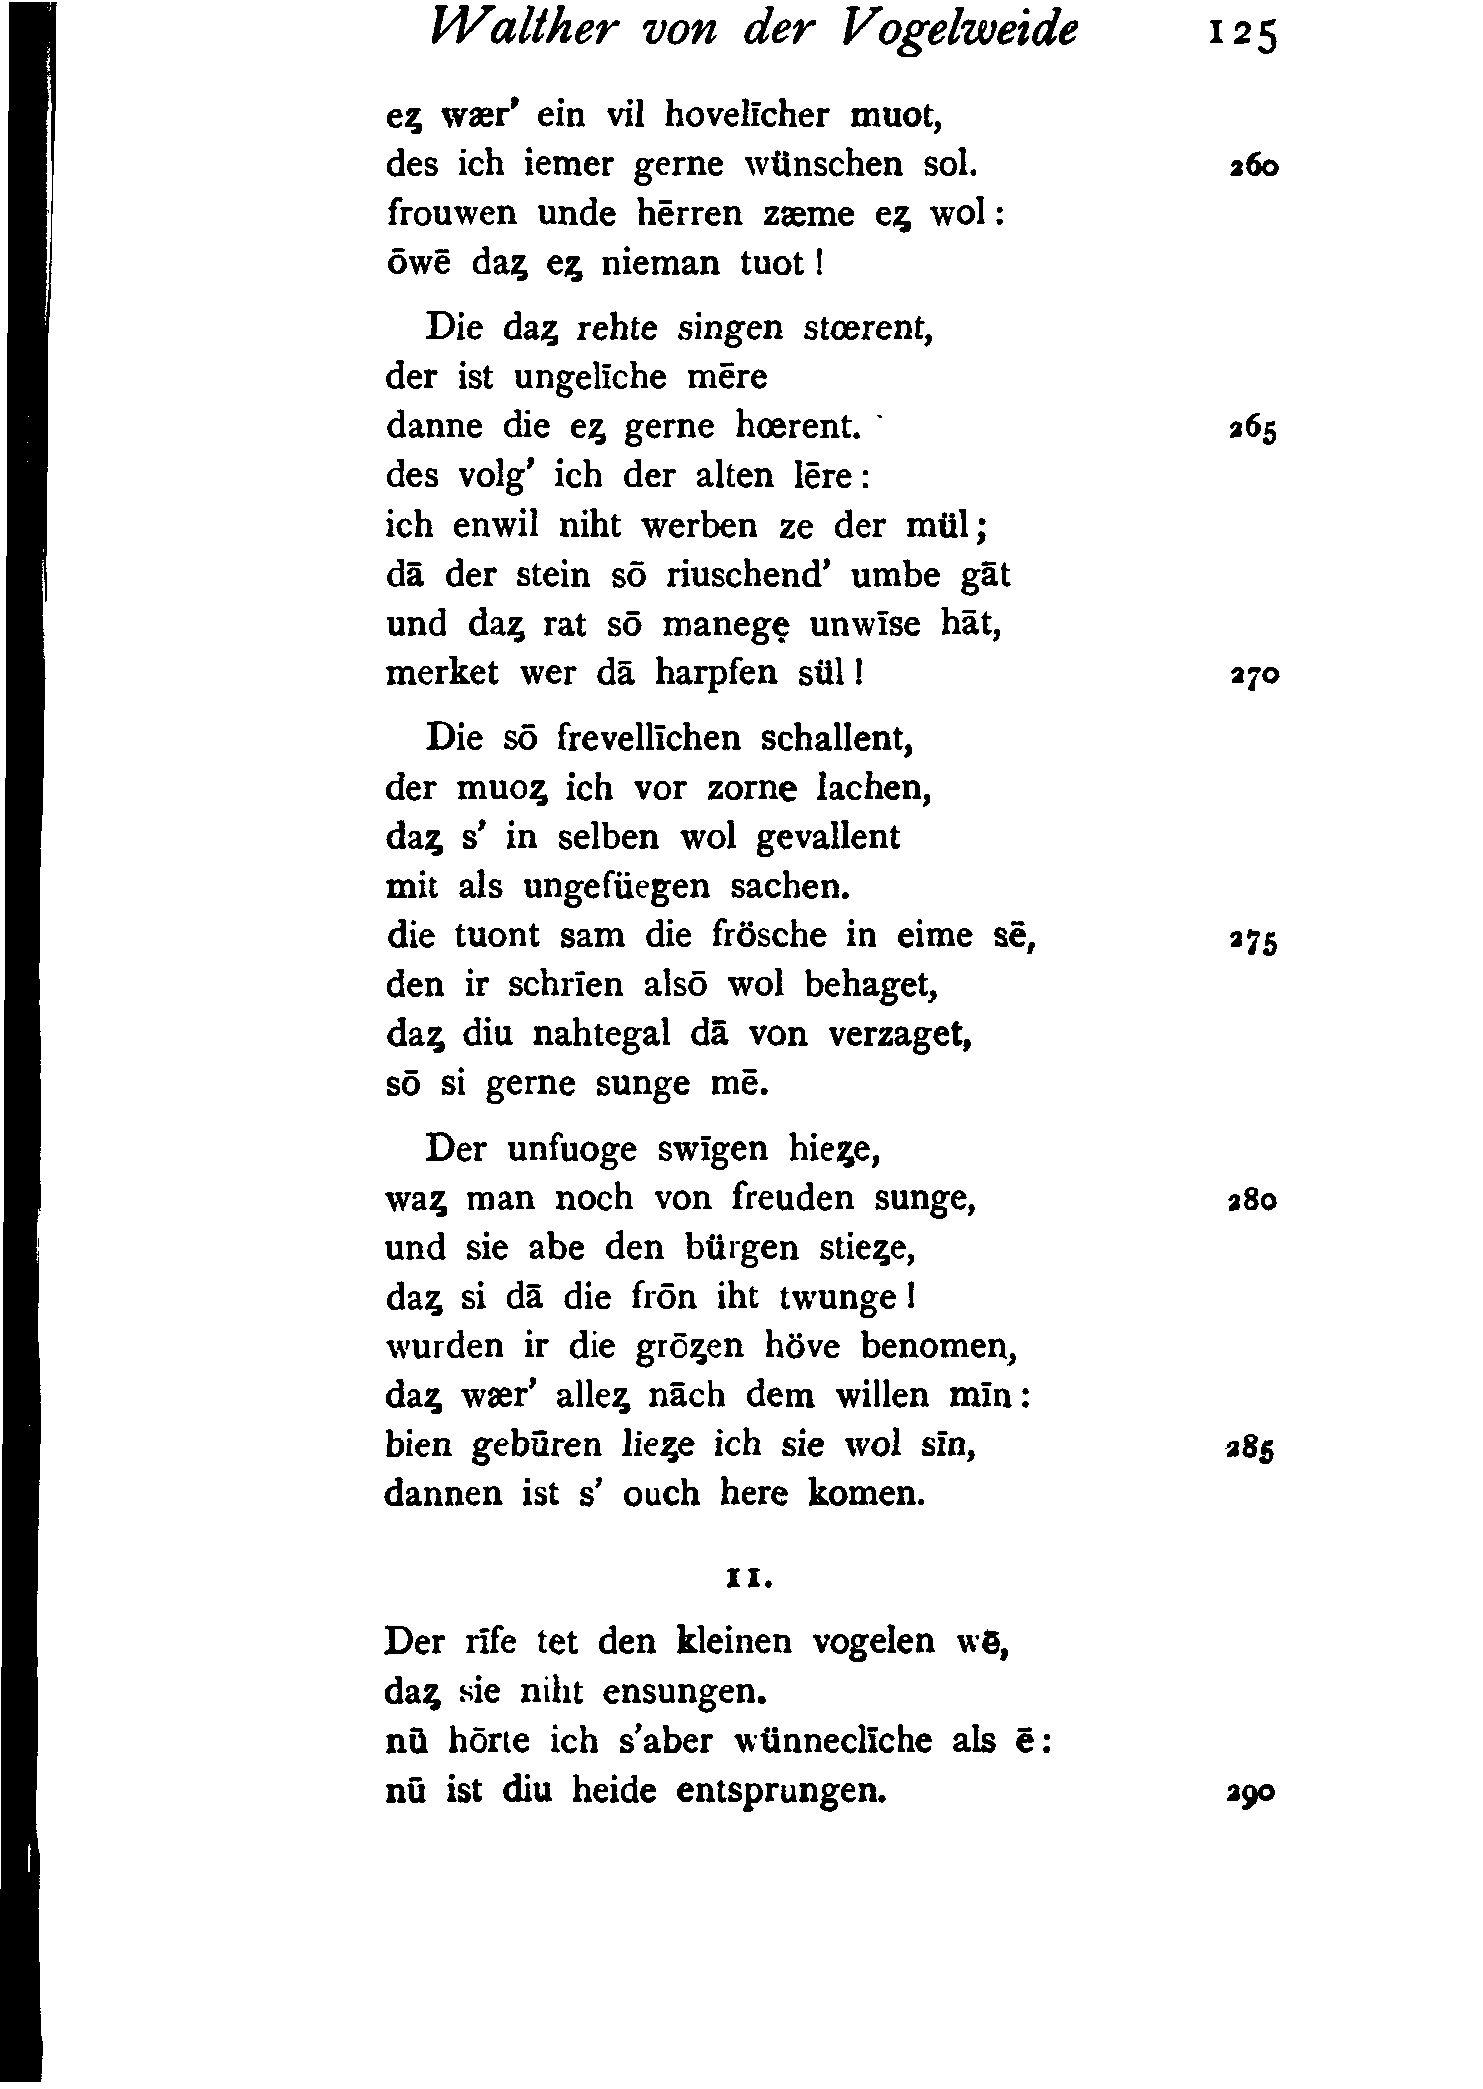 Walther von der Vogelweide 125
eȥ wær’ ein vil hovelīcher muot,
des ich iemer gerne wünschen sol. 260
frouwen unde hērren zæme eȥ wol:
ōwē daȥ eȥ nieman tuot!
Die daȥ rehte singen stœrent,
der ist ungelīche mēre
danne die eȥ gerne hœrent. 265
des volg’ ich der alten lēre:
ich enwil niht werben ze der mül;
dā der stein sō riuschend’ umbe gāt
und daȥ rat sō manegẹ unwīse hāt,
merket wer dā harpfen sül! 270
Die sō frevellīchen schallent,
der muoȥ ich vor zorne lachen,
daȥ s’ in selben wol gevallent
mit als ungefüegen sachen.
die tuont sam die frösche in eime sē, 275
den ir schrīen alsō wol behaget,
daȥ diu nahtegal dā von verzaget,
sō si gerne sunge mē.
Der unfuoge swīgen hieȥe,
waȥ man noch von freuden sunge, 280
und sie abe den bürgen stieȥe,
daȥ si dā die frōn iht twunge!
wurden ir die grōȥen höve benomen,
daȥ wær’ alleȥ nāch dem willen mīn:
bien gebūren lieȥe ich sie wol sīn, 285
dannen ist s’ ouch here komen.
11.
Der rīfe tet den kleinen vogelen wē,
daȥ sie niht ensungen.
nū hōrte ich s’aber wünneclīche als ē:
nū ist diu heide entsprungen. 290